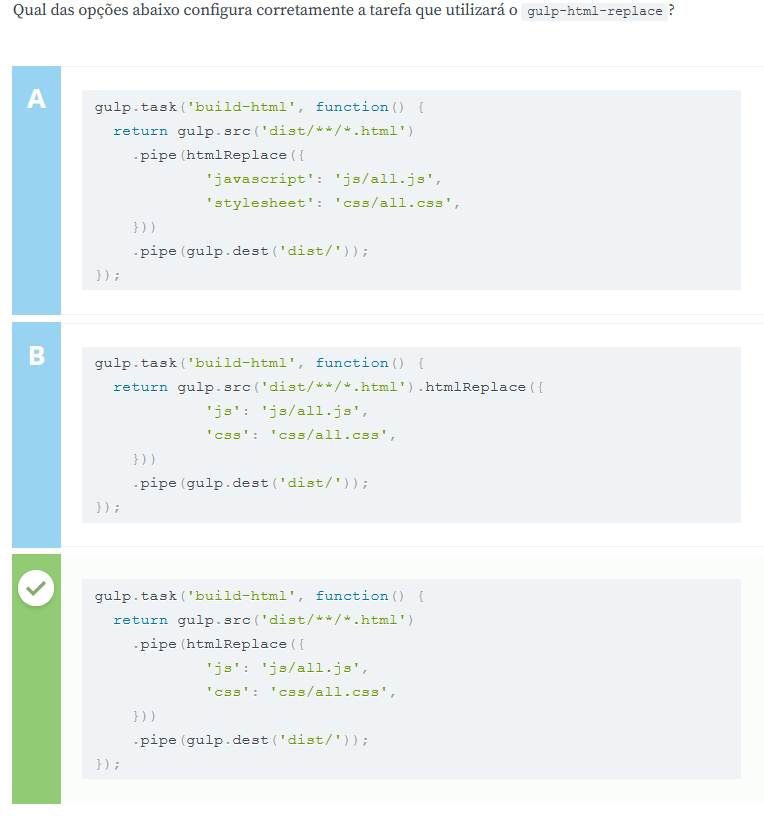 Qual das opções abaixo configura corretamente a tarefa que utilizará o gulp-html-replace?
A
gulp.task('build-html', function() {
  return gulp.src('dist/**/*.html')
    .pipe(htmlReplace({
            'javascript': 'js/all.js',
            'stylesheet': 'css/all.css',
    }))
    .pipe(gulp.dest('dist/'));
});
B
gulp.task('build-html', function() {
  return gulp.src('dist/**/*.html').htmlReplace({
            'js': 'js/all.js',
            'css': 'css/all.css',
    }))
    .pipe(gulp.dest('dist/'));
});
gulp.task('build-html', function() {
  return gulp.src('dist/**/*.html')
    .pipe(htmlReplace({
            'js': 'js/all.js',
            'css': 'css/all.css',
    }))
    .pipe(gulp.dest('dist/'));
});